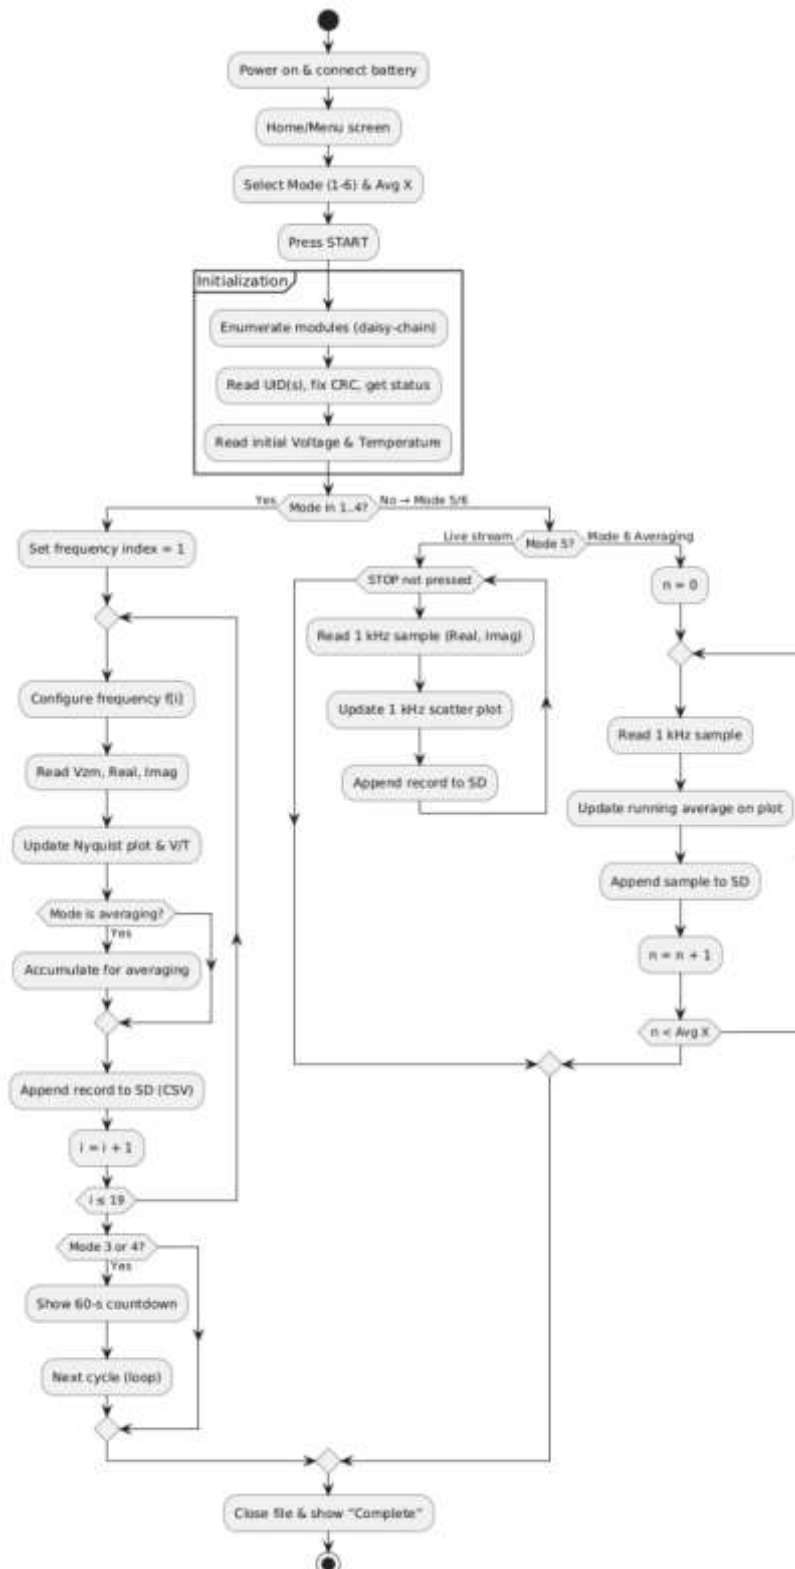 Power on & connect battery
Home/Menu screen
Select Mode (1-6) & Avg X
Press START
Initialization
Enumerate modules (daisy-chain)
Read UID(s), fix CRC, get status
Read initial Voltage & Temperature
Yes
Mode in 1..4?
No → Mode 5/6
Set frequency index = 1
Configure frequency f[i]
Read Vzm, Real, Imag
Update Nyquist plot & V/T
Mode is averaging?
Yes
Accumulate for averaging
Append record to SD (CSV)
i = i + 1
i ≤ 19
Mode 3 or 4?
Yes
Show 60-s countdown
Next cycle (loop)
Live stream
Mode 5?
Mode 6 Averaging
STOP not pressed
Read 1 kHz sample (Real, Imag)
Update 1 kHz scatter plot
Append record to SD
n = 0
Read 1 kHz sample
Update running average on plot
Append sample to SD
n = n + 1
n < Avg X
Close file & show "Complete"